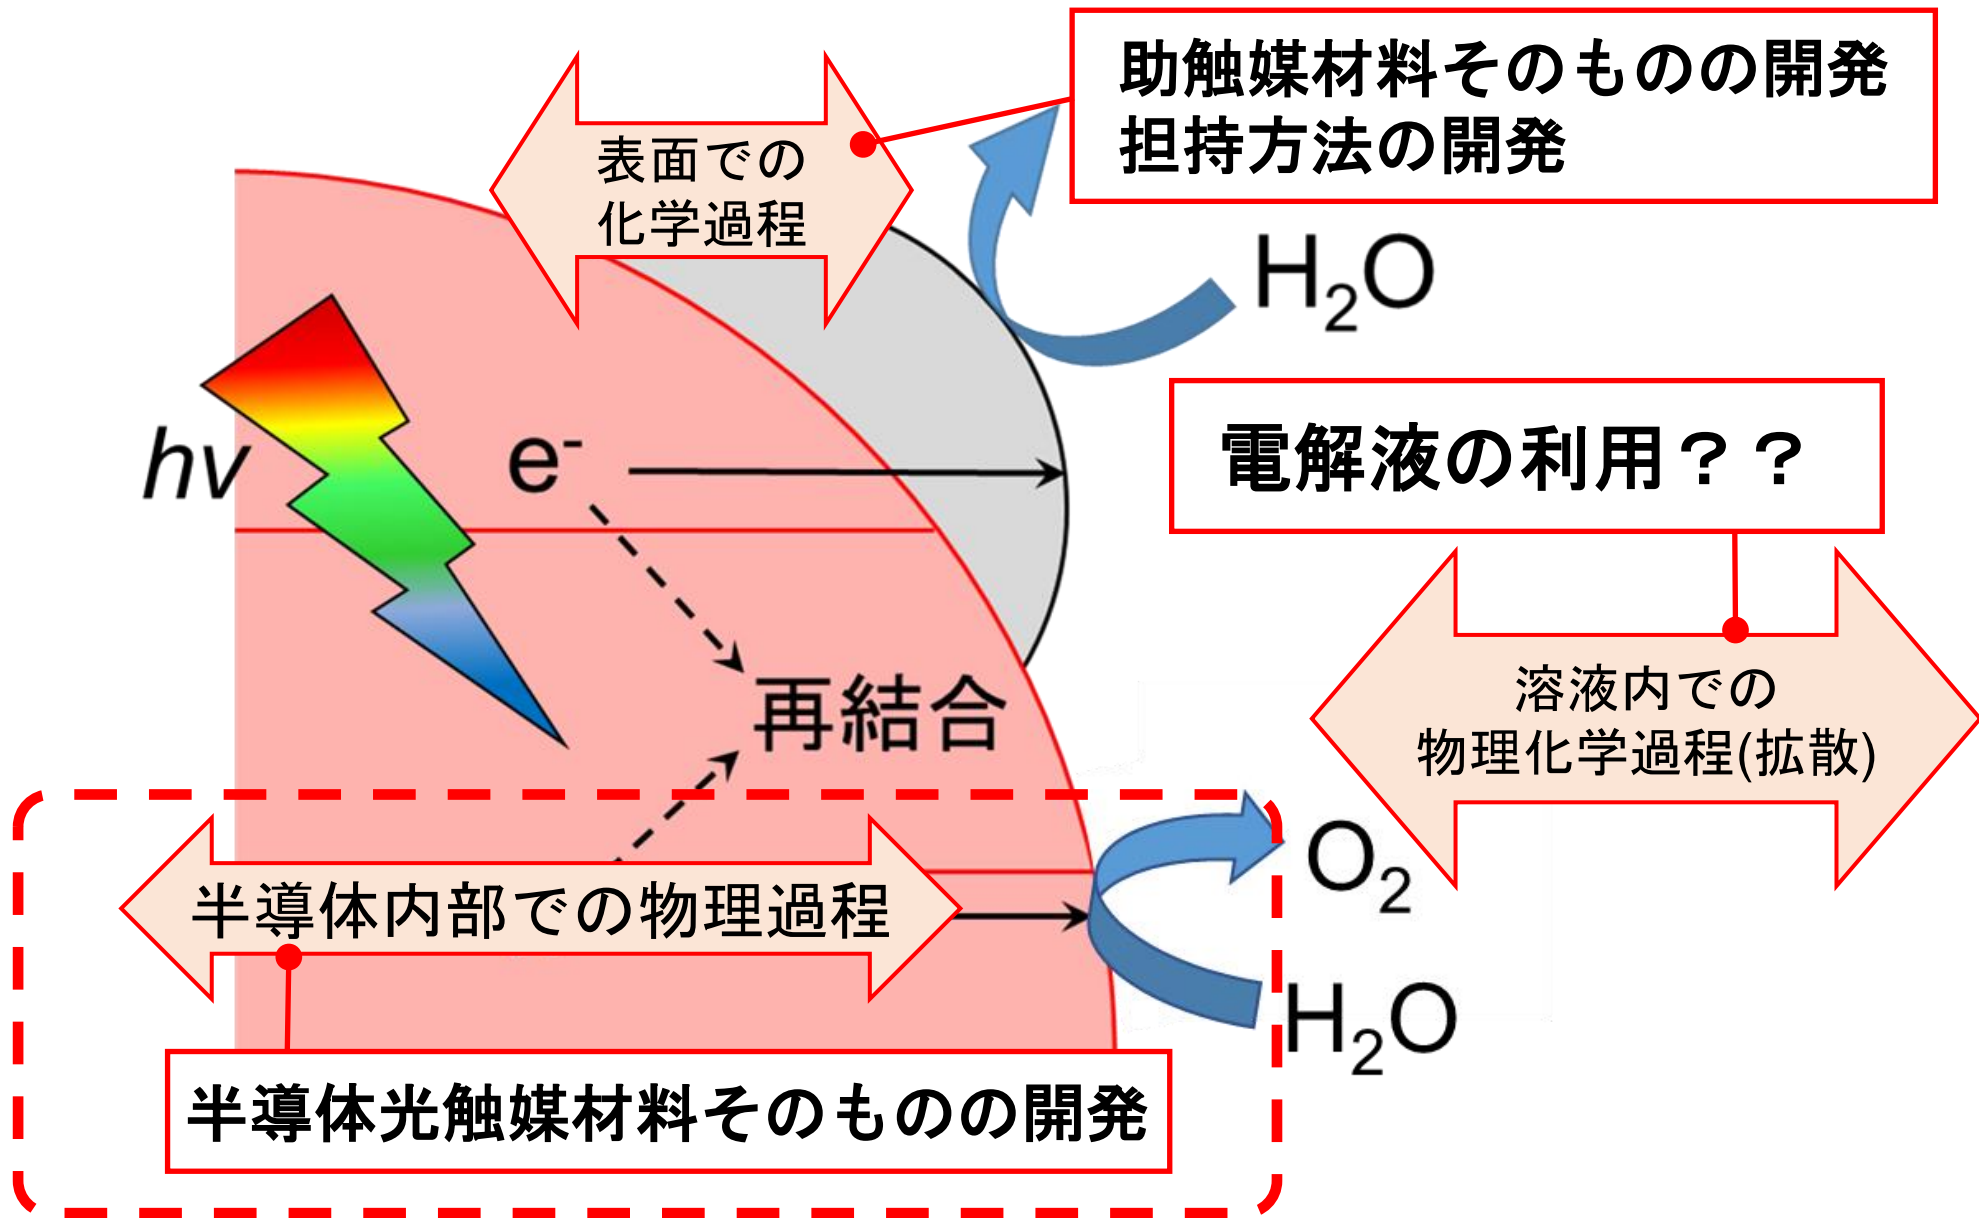 助触媒材料そのものの開発
担持方法の開発
表面での
化学過程
H₂O
電解液の利用？？
hν
e⁻
溶液内での
物理化学過程(拡散)
再結合
O₂
半導体内部での物理過程
H₂O
半導体光触媒材料そのものの開発